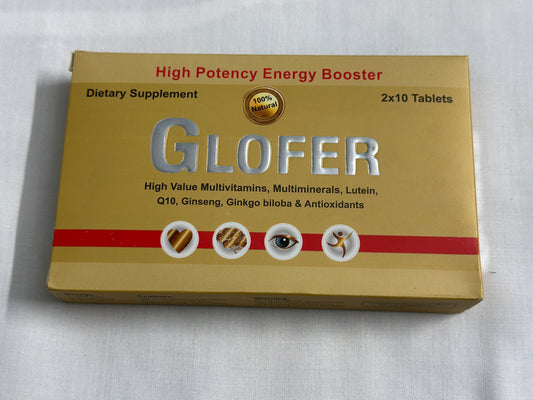 High Potency Energy Booster
Dietary Supplement
100%
Natural
2x10 Tablets
GLOFER
High Value Multivitamins, Multiminerals, Lutein,
Q10, Ginseng, Ginkgo biloba & Antioxidants